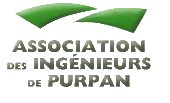 ASSOCIATION
DES INGÉNIEURS
DE PURPAN